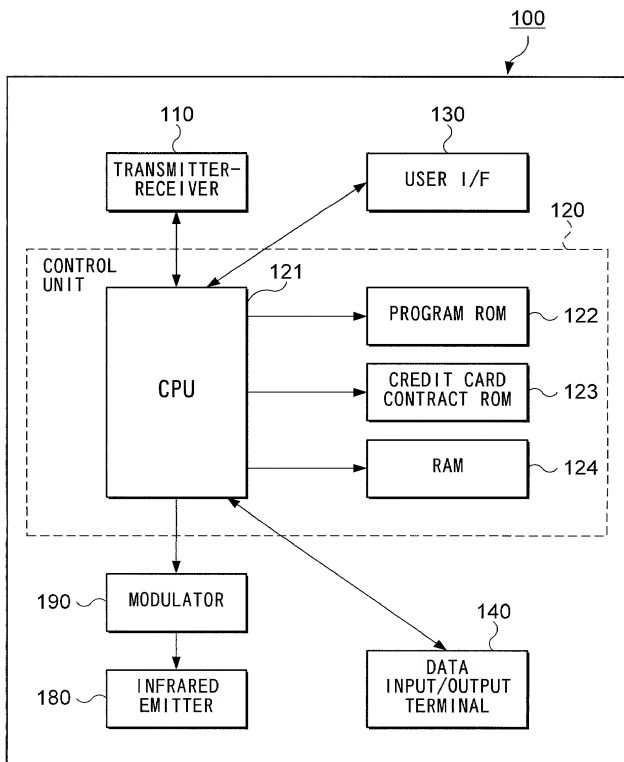 100
110
130
TRANSMITTER-
RECEIVER
USER I/F
120
CONTROL
UNIT
121
CPU
PROGRAM ROM
122
CREDIT CARD
CONTRACT ROM
123
RAM
124
190
MODULATOR
140
180
INFRARED
EMITTER
DATA
INPUT/OUTPUT
TERMINAL